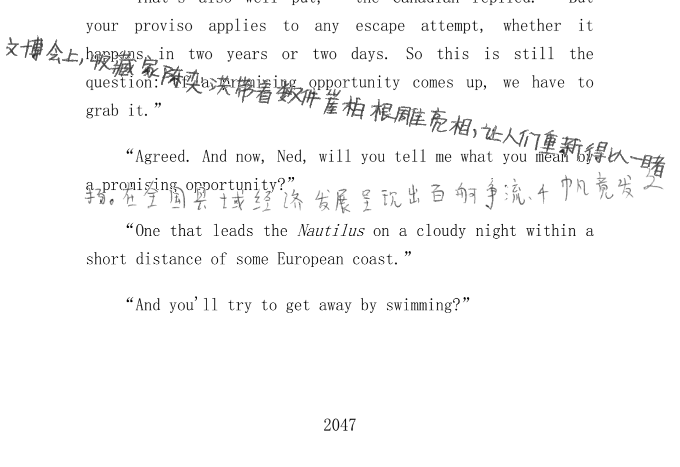 "That's also well put," the Canadian replied. "But
your proviso applies to any escape attempt, whether it
happens in two years or two days. So this is still the
question: if a promising opportunity comes up, we have to
grab it."
文博会上,收藏家陈奕洪带着数件崖柏根雕亮相,让人们重新得以一睹
"Agreed. And now, Ned, will you tell me what you mean by
a promising opportunity?"
在全国县域经济发展呈现出百舸争流、千帆竞发之
"One that leads the Nautilus on a cloudy night within a
short distance of some European coast."
"And you'll try to get away by swimming?"
2047